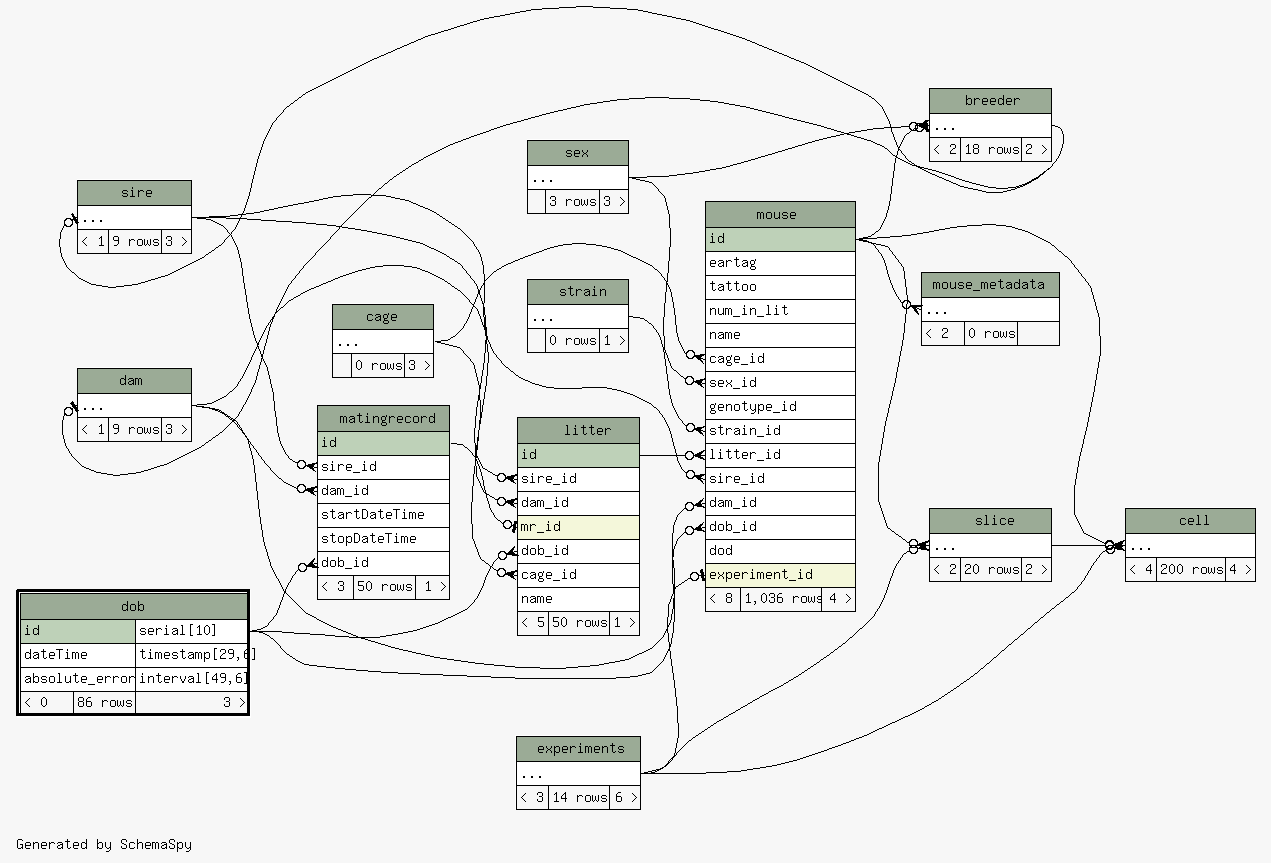 breeder
...
< 2 18 rows 2 >
sex
...
3 rows 3 >
sire
...
< 1 9 rows 3 >
mouse
id
eartag
tattoo
num_in_lit
name
cage_id
sex_id
genotype_id
strain_id
litter_id
sire_id
dam_id
dob_id
dod
experiment_id
< 8 1,036 rows 4 >
mouse_metadata
...
< 2 0 rows
strain
...
0 rows 1 >
cage
...
0 rows 3 >
dam
...
< 1 9 rows 3 >
matingrecord
id
sire_id
dam_id
startDateTime
stopDateTime
dob_id
< 3 50 rows 1 >
litter
id
sire_id
dam_id
mr_id
dob_id
cage_id
name
< 5 50 rows 1 >
slice
...
< 2 20 rows 2 >
cell
...
< 4 200 rows 4 >
dob
id serial[10]
dateTime timestamp[29,6]
absolute_error interval[49,6]
< 0 86 rows 3 >
experiments
...
< 3 14 rows 6 >
Generated by SchemaSpy